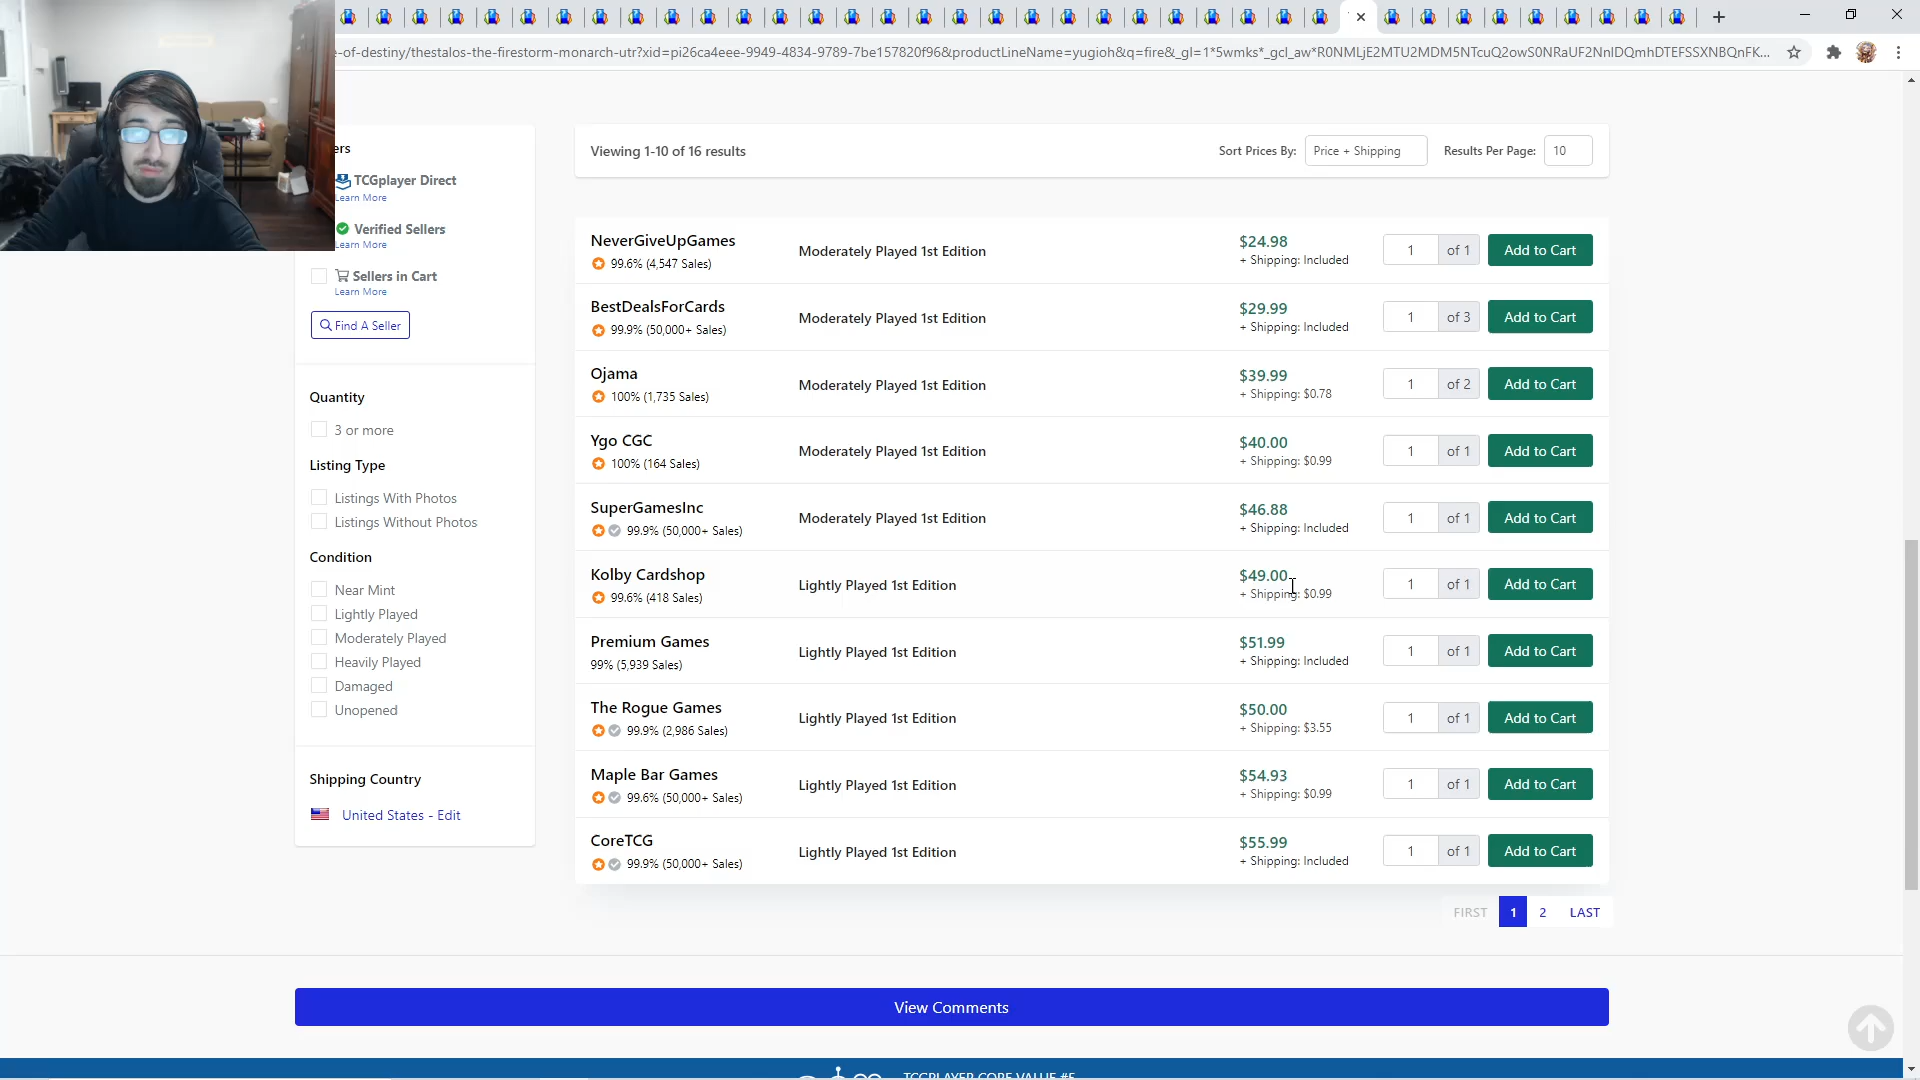 e-of-destiny/thestalos-the-firestorm-monarch-utr?xid=pi26ca4eee-9949-4834-9789-7be157820f96&productLineName=yugioh&q=fire&_gl=1*5wmks*_gcl_aw*R0NMLjE2MTU2MDM5NTcuQ2owS0NRaUF2NnlDQmhDTEFSSXNBQnFK...
ers
TCGplayer Direct
Learn More
Verified Sellers
Learn More
Sellers in Cart
Learn More
Find A Seller
Quantity
3 or more
Listing Type
Listings With Photos
Listings Without Photos
Condition
Near Mint
Lightly Played
Moderately Played
Heavily Played
Damaged
Unopened
Shipping Country
United States - Edit
Viewing 1-10 of 16 results
Sort Prices By: Price + Shipping Results Per Page: 10
NeverGiveUpGames
99.6% (4,547 Sales)
Moderately Played 1st Edition
$24.98
+ Shipping: Included
1 of 1 Add to Cart
BestDealsForCards
99.9% (50,000+ Sales)
Moderately Played 1st Edition
$29.99
+ Shipping: Included
1 of 3 Add to Cart
Ojama
100% (1,735 Sales)
Moderately Played 1st Edition
$39.99
+ Shipping: $0.78
1 of 2 Add to Cart
Ygo CGC
100% (164 Sales)
Moderately Played 1st Edition
$40.00
+ Shipping: $0.99
1 of 1 Add to Cart
SuperGamesInc
99.9% (50,000+ Sales)
Moderately Played 1st Edition
$46.88
+ Shipping: Included
1 of 1 Add to Cart
Kolby Cardshop
99.6% (418 Sales)
Lightly Played 1st Edition
$49.00
+ Shipping: $0.99
1 of 1 Add to Cart
Premium Games
99% (5,939 Sales)
Lightly Played 1st Edition
$51.99
+ Shipping: Included
1 of 1 Add to Cart
The Rogue Games
99.9% (2,986 Sales)
Lightly Played 1st Edition
$50.00
+ Shipping: $3.55
1 of 1 Add to Cart
Maple Bar Games
99.6% (50,000+ Sales)
Lightly Played 1st Edition
$54.93
+ Shipping: $0.99
1 of 1 Add to Cart
CoreTCG
99.9% (50,000+ Sales)
Lightly Played 1st Edition
$55.99
+ Shipping: Included
1 of 1 Add to Cart
FIRST 1 2 LAST
View Comments
TCGPLAYER CORE VALUE #5